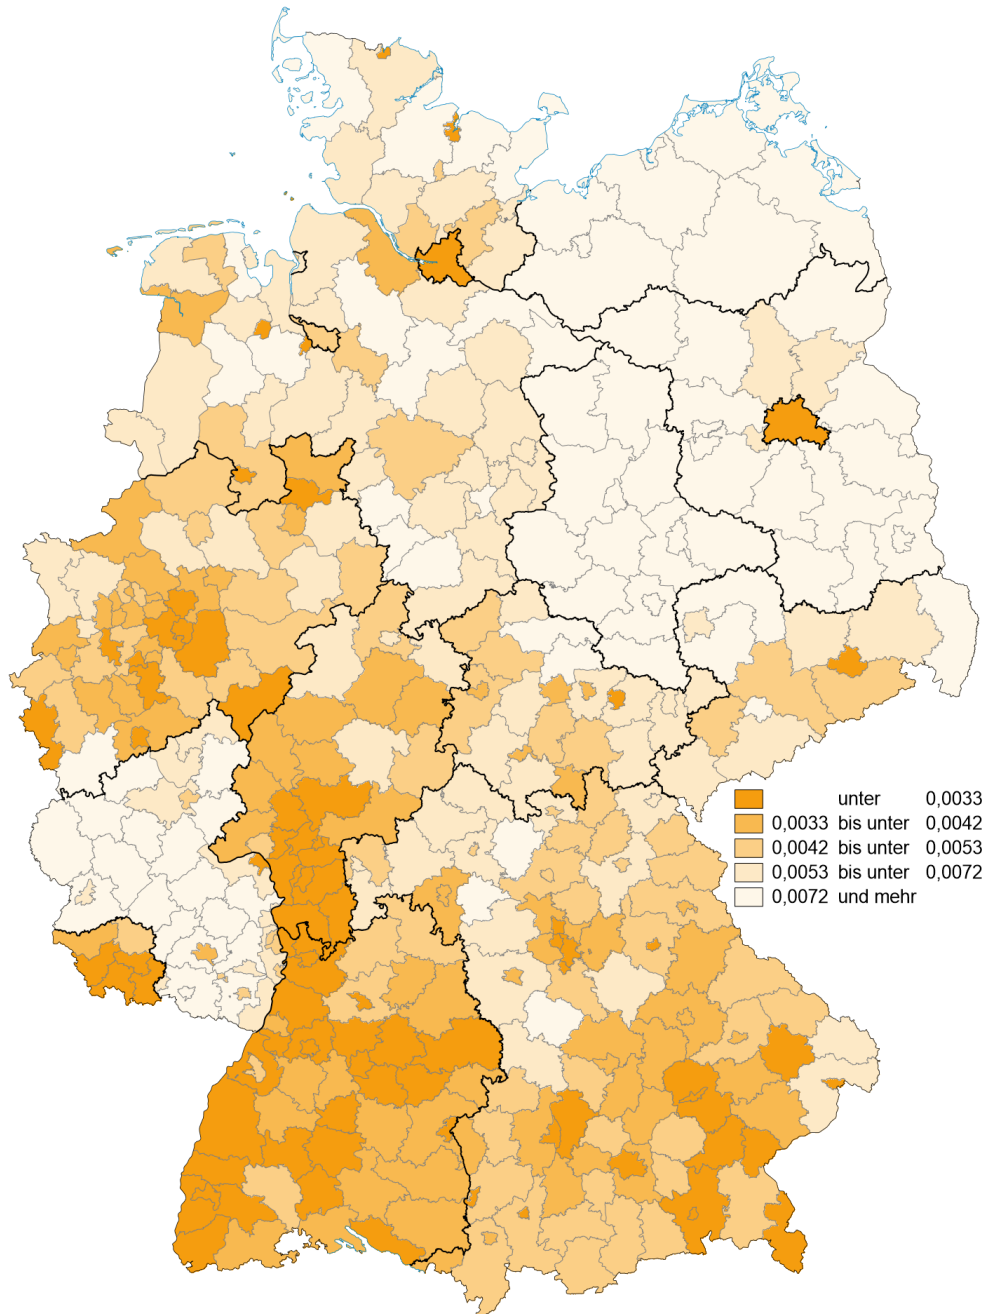 unter 0,0033
0,0033 bis unter 0,0042
0,0042 bis unter 0,0053
0,0053 bis unter 0,0072
0,0072 und mehr